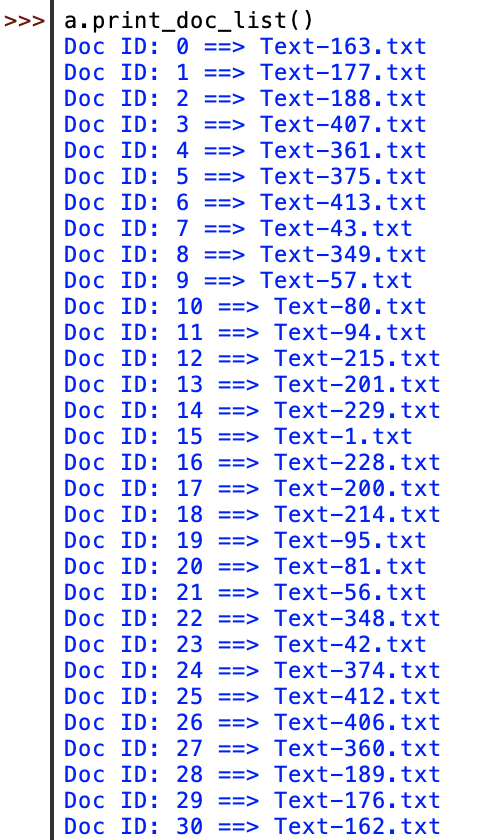 >>> a.print_doc_list()
Doc ID: 0 ==> Text-163.txt
Doc ID: 1 ==> Text-177.txt
Doc ID: 2 ==> Text-188.txt
Doc ID: 3 ==> Text-407.txt
Doc ID: 4 ==> Text-361.txt
Doc ID: 5 ==> Text-375.txt
Doc ID: 6 ==> Text-413.txt
Doc ID: 7 ==> Text-43.txt
Doc ID: 8 ==> Text-349.txt
Doc ID: 9 ==> Text-57.txt
Doc ID: 10 ==> Text-80.txt
Doc ID: 11 ==> Text-94.txt
Doc ID: 12 ==> Text-215.txt
Doc ID: 13 ==> Text-201.txt
Doc ID: 14 ==> Text-229.txt
Doc ID: 15 ==> Text-1.txt
Doc ID: 16 ==> Text-228.txt
Doc ID: 17 ==> Text-200.txt
Doc ID: 18 ==> Text-214.txt
Doc ID: 19 ==> Text-95.txt
Doc ID: 20 ==> Text-81.txt
Doc ID: 21 ==> Text-56.txt
Doc ID: 22 ==> Text-348.txt
Doc ID: 23 ==> Text-42.txt
Doc ID: 24 ==> Text-374.txt
Doc ID: 25 ==> Text-412.txt
Doc ID: 26 ==> Text-406.txt
Doc ID: 27 ==> Text-360.txt
Doc ID: 28 ==> Text-189.txt
Doc ID: 29 ==> Text-176.txt
Doc ID: 30 ==> Text-162.txt